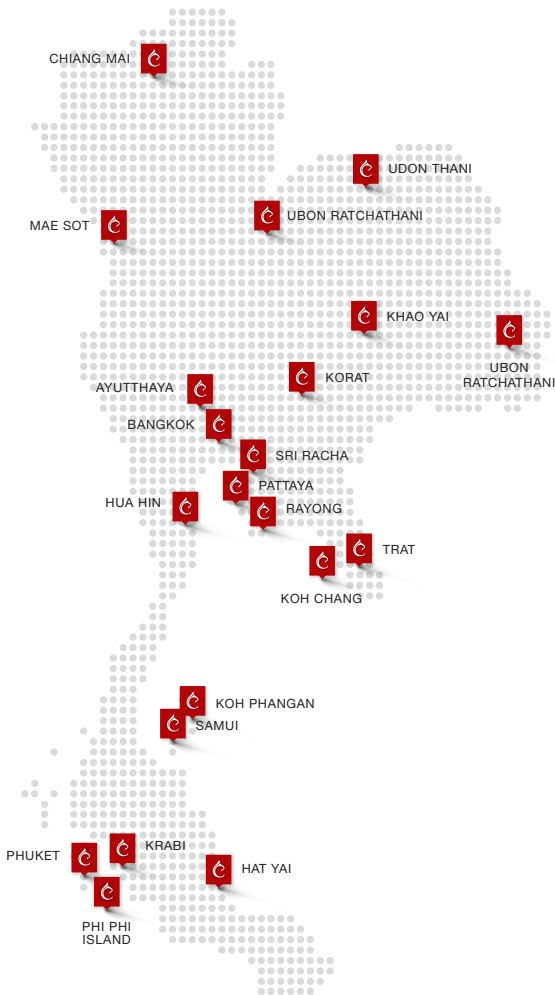 CHIANG MAI
UDON THANI
UBON RATCHATHANI
MAE SOT
KHAO YAI
UBON
RATCHATHANI
KORAT
AYUTTHAYA
BANGKOK
SRI RACHA
PATTAYA
HUA HIN
RAYONG
TRAT
KOH CHANG
KOH PHANGAN
SAMUI
KRABI
PHUKET
HAT YAI
PHI PHI
ISLAND